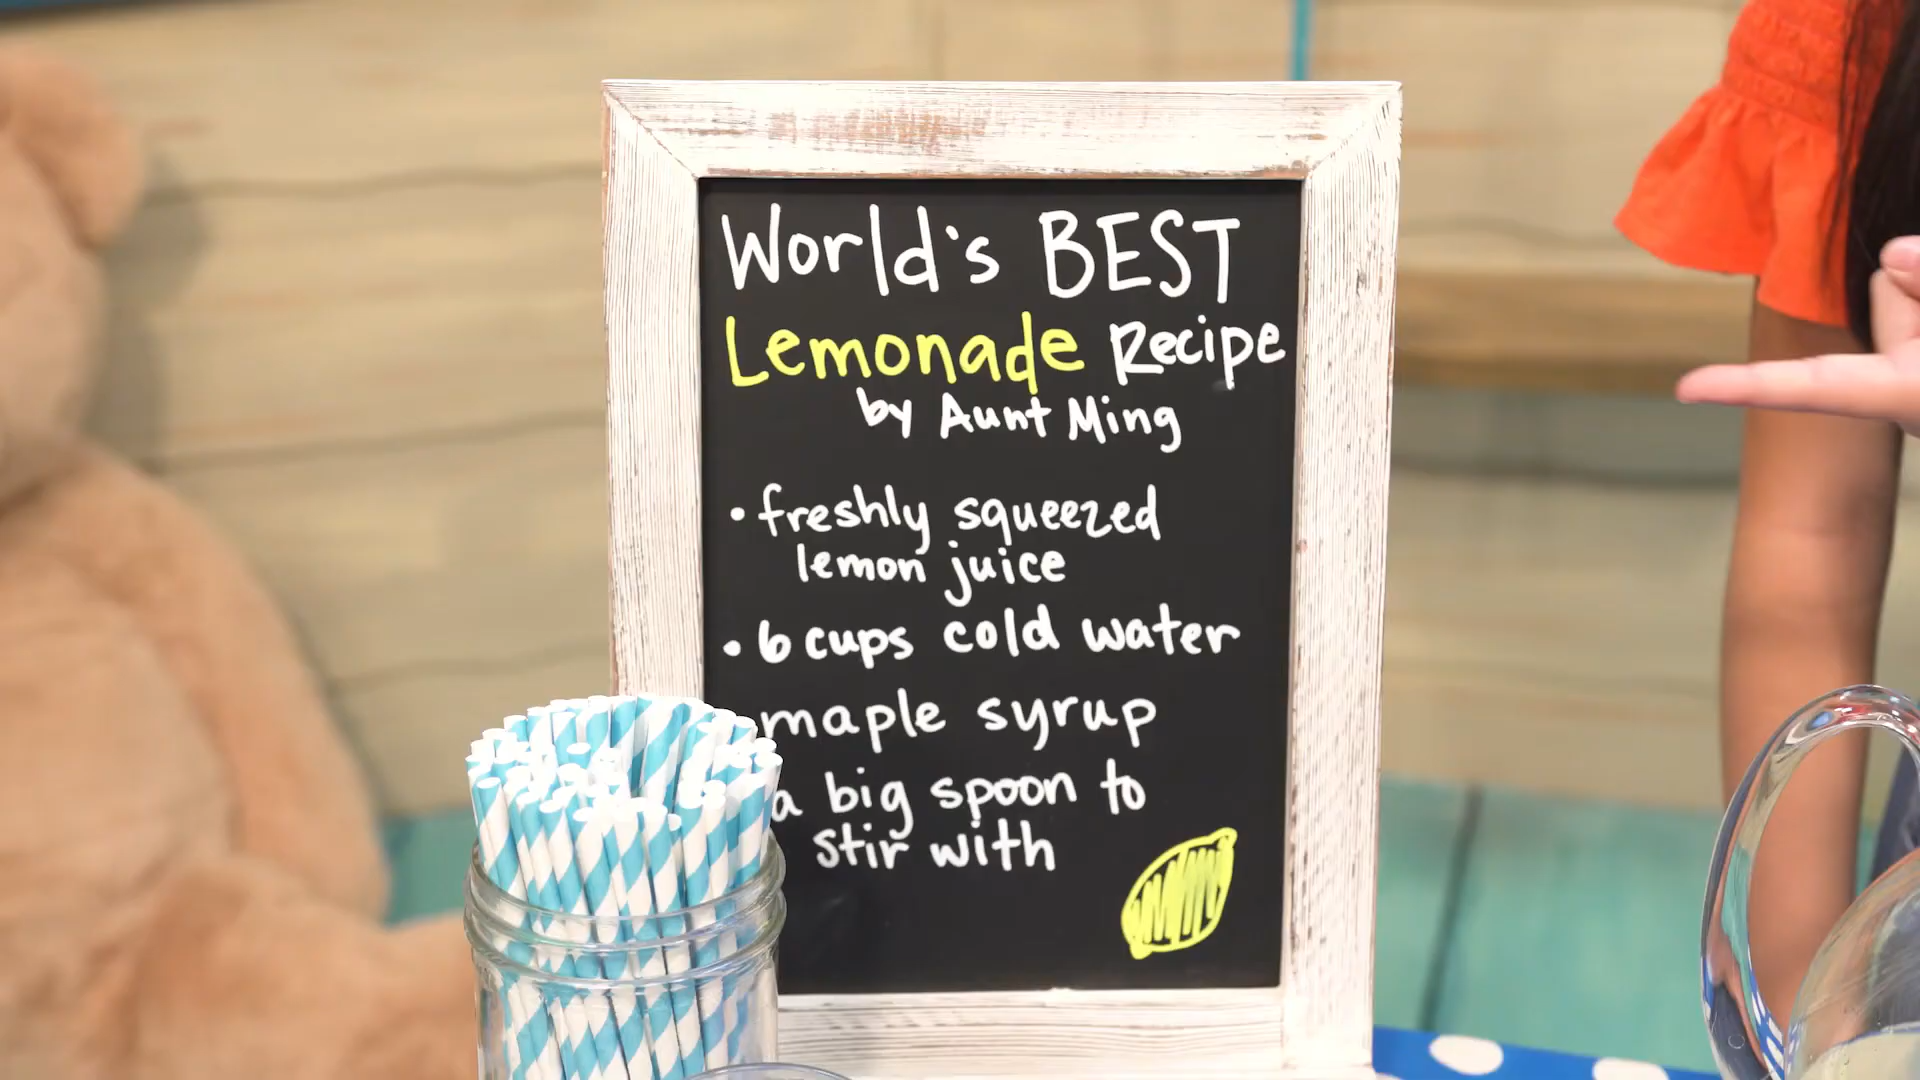 World's BEST
Lemonade Recipe
by Aunt Ming
• freshly squeezed
lemon juice
• 6 cups cold water
maple syrup
a big spoon to
stir with